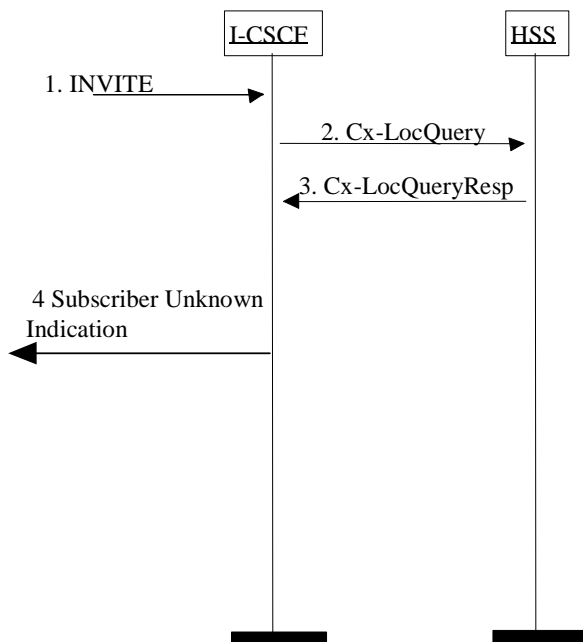 I-CSCF
HSS
1. INVITE
2. Cx-LocQuery
3. Cx-LocQueryResp
4 Subscriber Unknown
Indication